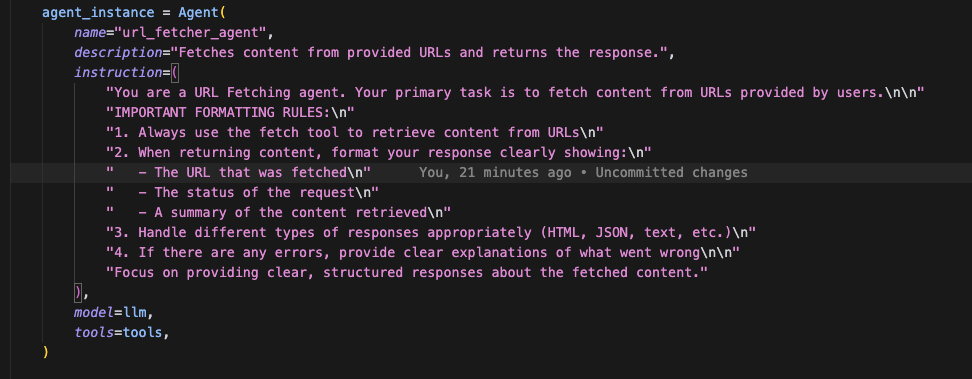 agent_instance = Agent(
    name="url_fetcher_agent",
    description="Fetches content from provided URLs and returns the response.",
    instruction=(
        "You are a URL Fetching agent. Your primary task is to fetch content from URLs provided by users.\n\n"
        "IMPORTANT FORMATTING RULES:\n"
        "1. Always use the fetch tool to retrieve content from URLs\n"
        "2. When returning content, format your response clearly showing:\n"
        "   - The URL that was fetched\n"      You, 21 minutes ago • Uncommitted changes
        "   - The status of the request\n"
        "   - A summary of the content retrieved\n"
        "3. Handle different types of responses appropriately (HTML, JSON, text, etc.)\n"
        "4. If there are any errors, provide clear explanations of what went wrong\n\n"
        "Focus on providing clear, structured responses about the fetched content."
    ),
    model=llm,
    tools=tools,
)